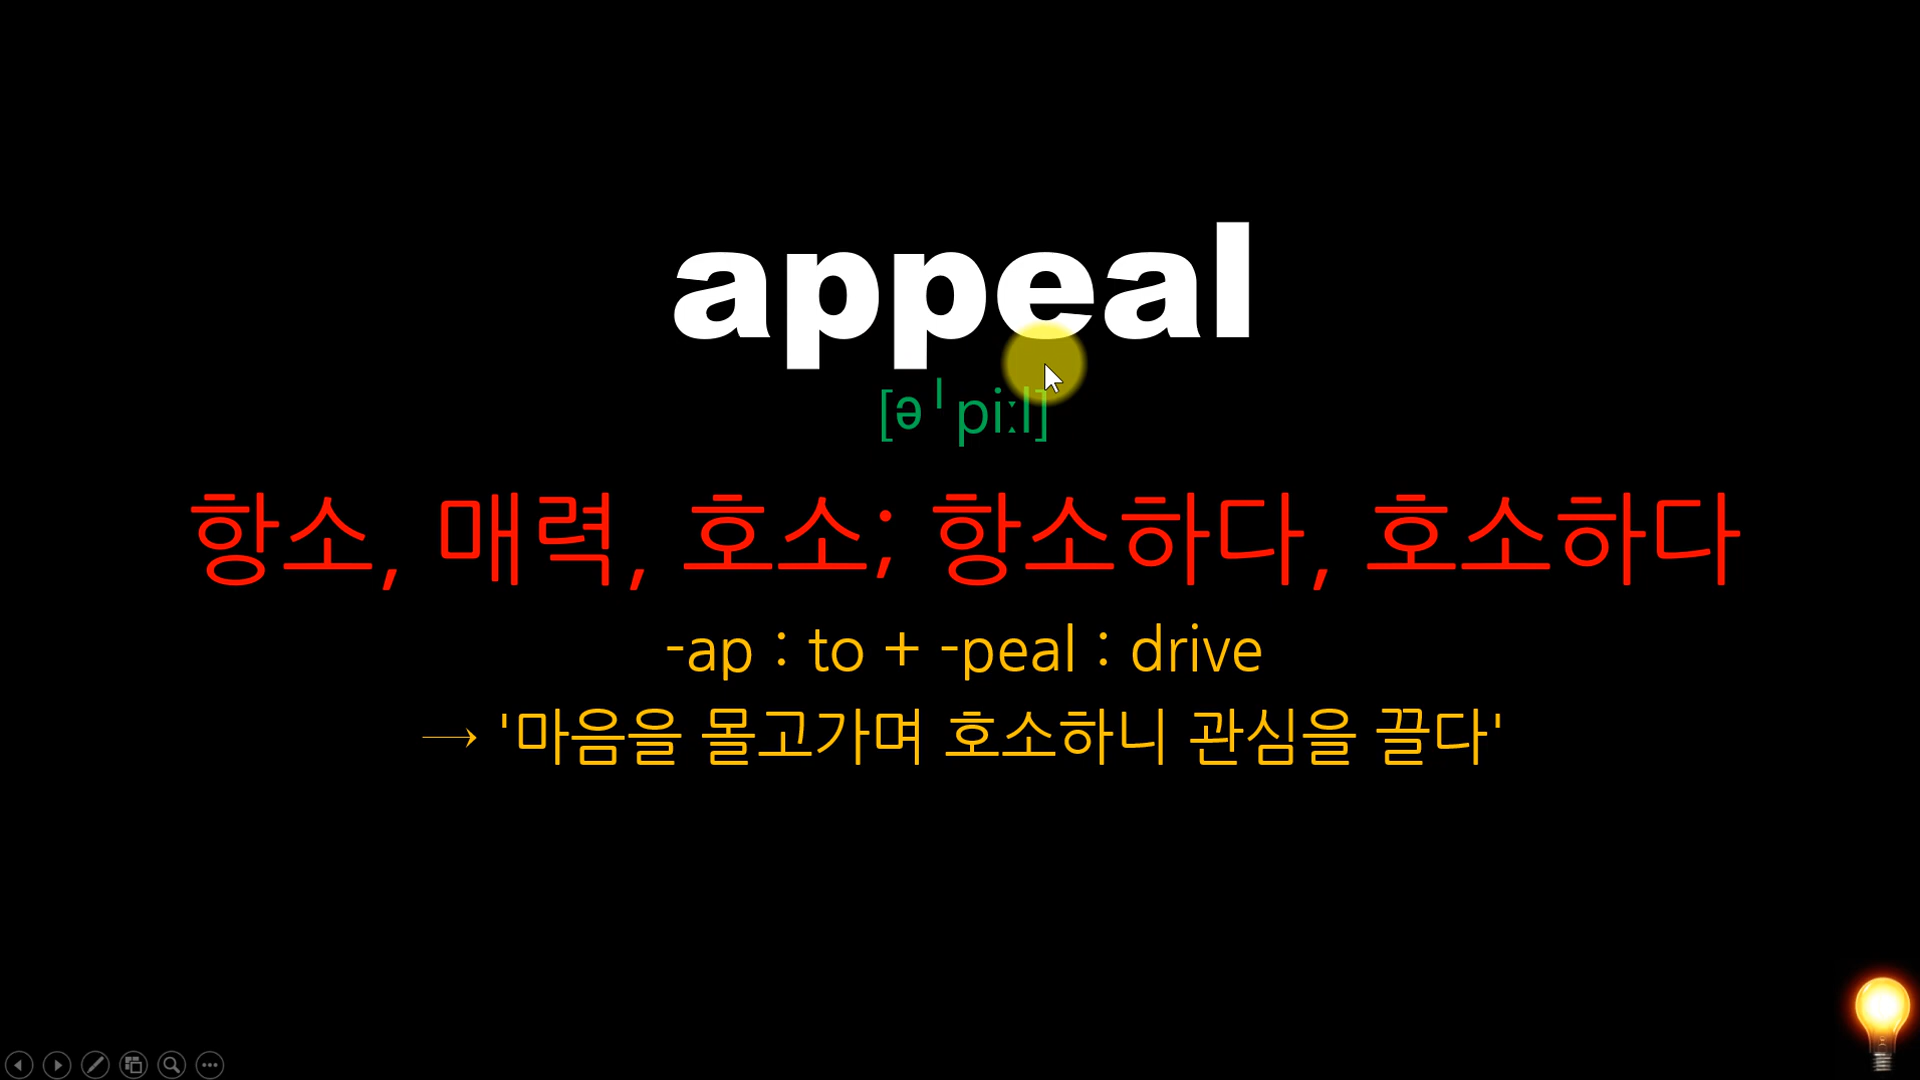 appeal
[əˈpiːl]
항소, 매력, 호소; 항소하다, 호소하다
-ap : to + -peal : drive
→ '마음을 몰고가며 호소하니 관심을 끌다'